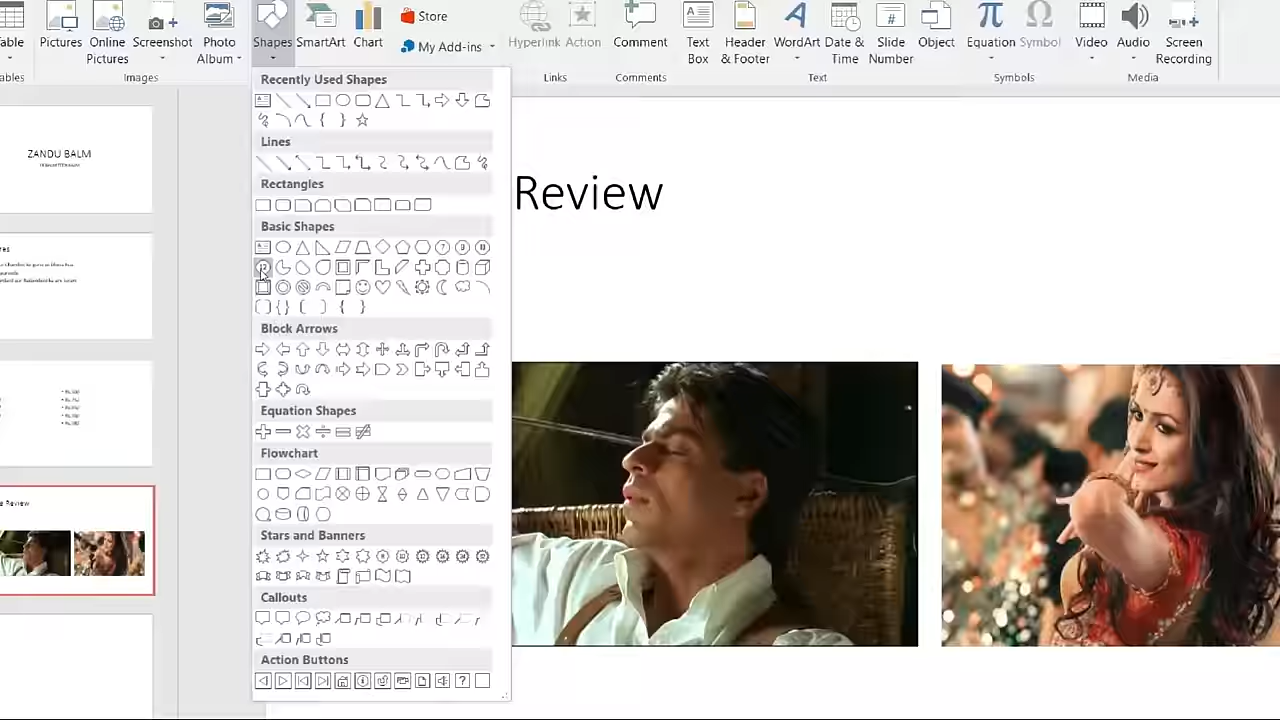 able
Pictures
Online
Pictures
Screenshot
Photo
Album
Shapes
SmartArt
Chart
Store
My Add-ins
Hyperlink
Action
Comment
Text
Box
Header
& Footer
WordArt
Date &
Time
Slide
Number
Object
Equation
Symbol
Video
Audio
Screen
Recording
ables
Images
Links
Comments
Text
Symbols
Media
Recently Used Shapes
Lines
Rectangles
Basic Shapes
Block Arrows
Equation Shapes
Flowchart
Stars and Banners
Callouts
Action Buttons
ZANDU BALM
Review
Review